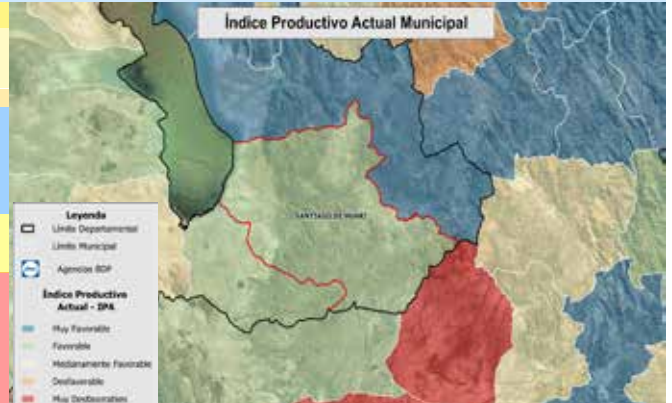 Índice Productivo Actual Municipal
SANTIAGO DE HUARI
Leyenda
Límite Departamental
Límite Municipal
Agencias BDP
Índice Productivo
Actual - IPA
Muy Favorable
Favorable
Medianamente Favorable
Desfavorable
Muy Desfavorable